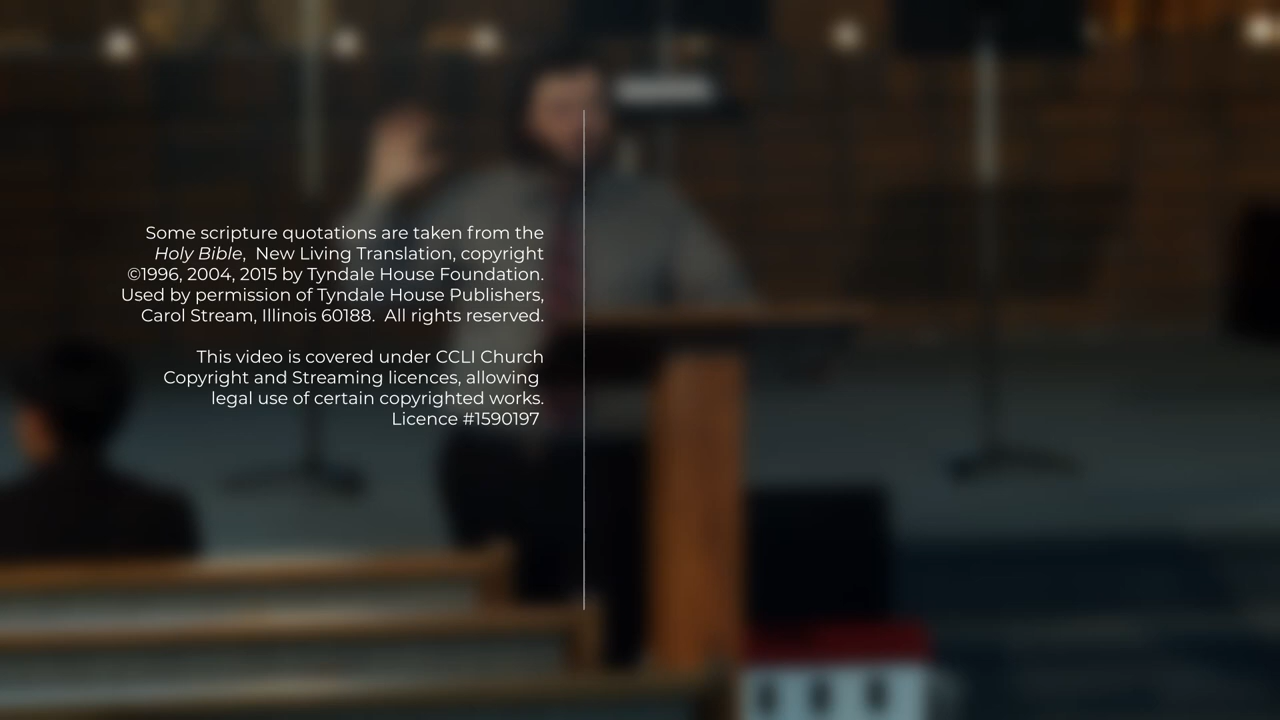 Some scripture quotations are taken from the
Holy Bible,  New Living Translation, copyright
©1996, 2004, 2015 by Tyndale House Foundation.
Used by permission of Tyndale House Publishers,
Carol Stream, Illinois 60188.  All rights reserved.
This video is covered under CCLI Church
Copyright and Streaming licences, allowing
legal use of certain copyrighted works.
Licence #1590197